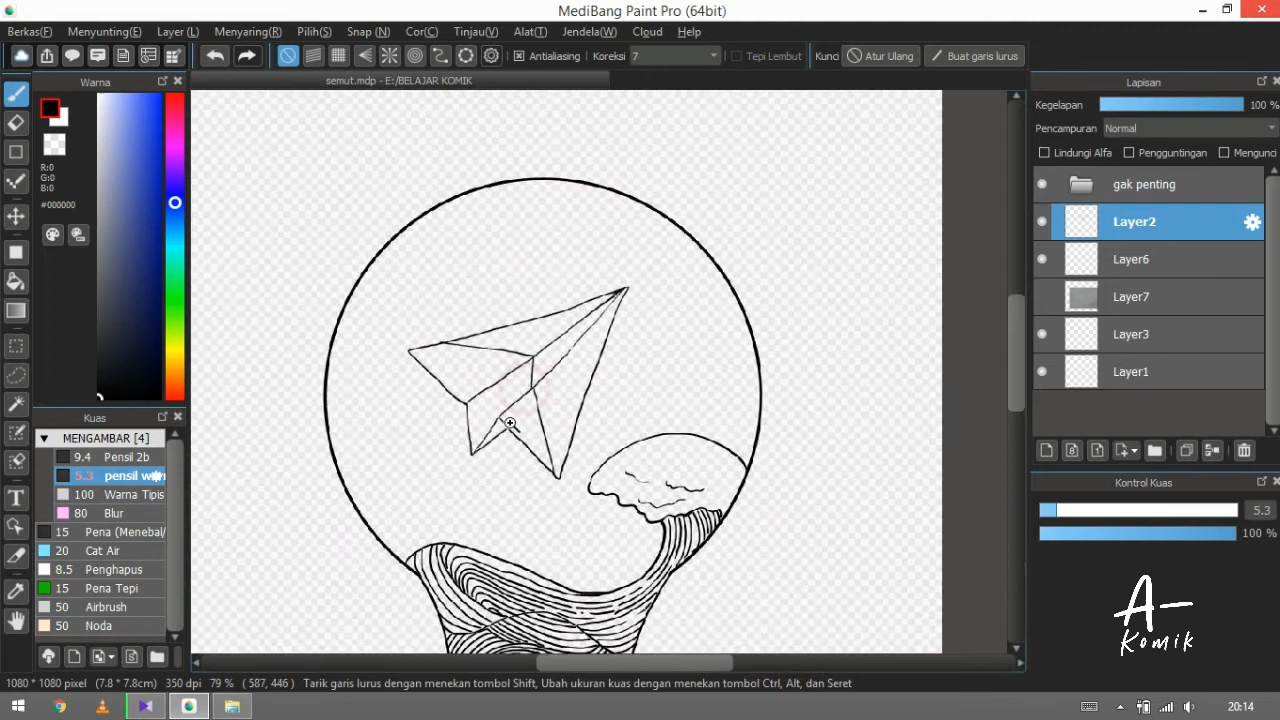 MediBang Paint Pro (64bit)
Berkas(F) Menyunting(E) Layer (L) Menyaring(R) Pilih(S) Snap (N) Cor(C) Tinjau(V) Alat(T) Jendela(W) Cloud Help
Antialiasing Koreksi 7 Tepi Lembut Kunci Atur Ulang Buat garis lurus
semut.mdp - E:/BELAJAR KOMIK
Warna
R:0
G:0
B:0
#000000
Kuas
MENGAMBAR [4]
9.4 Pensil 2b
5.3 pensil
100 Warna Tipis
80 Blur
15 Pena (Menebal/
20 Cat Air
8.5 Penghapus
15 Pena Tepi
50 Airbrush
50 Noda
Lapisan
Kegelapan 100 %
Pencampuran Normal
Lindungi Alfa Pengguntingan Mengunci
gak penting
Layer2
Layer6
Layer7
Layer3
Layer1
Kontrol Kuas
5.3
100 %
A-
Komik
1080 * 1080 pixel (7.8 * 7.8cm) 350 dpi 79 % ( 587, 446 ) Tarik garis lurus dengan menekan tombol Shift, Ubah ukuran kuas dengan menekan tombol Ctrl, Alt, dan Seret
20:14